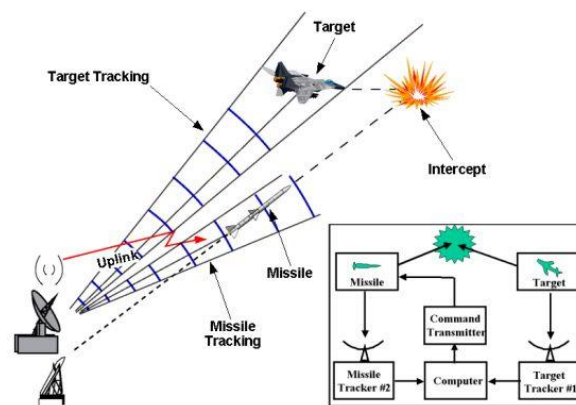 Target
Target Tracking
Intercept
Uplink
Missile
Missile
Tracking
Missile
Target
Command
Transmitter
Missile
Tracker #2
Computer
Target
Tracker #1